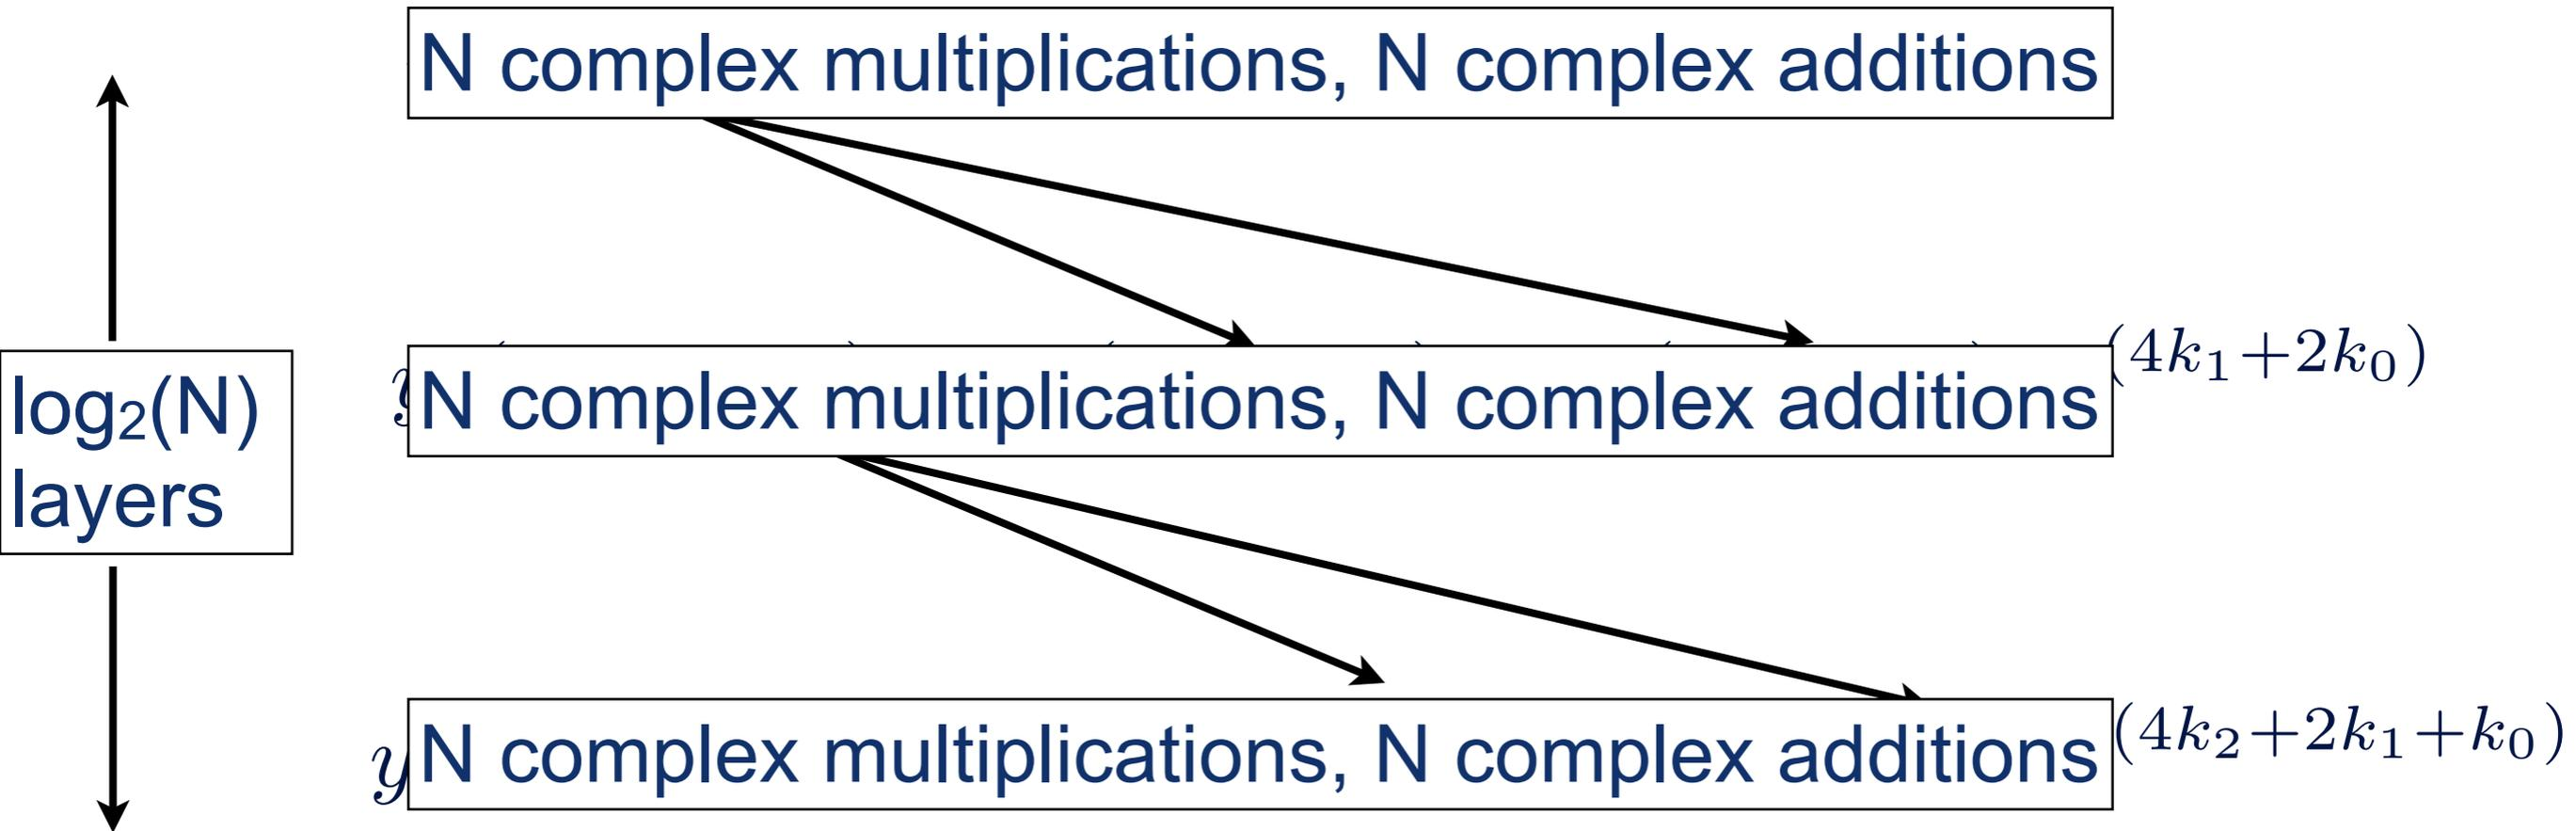 N complex multiplications, N complex additions
(4k₁+2k₀)
log₂(N)
layers
N complex multiplications, N complex additions
y
N complex multiplications, N complex additions
(4k₂+2k₁+k₀)